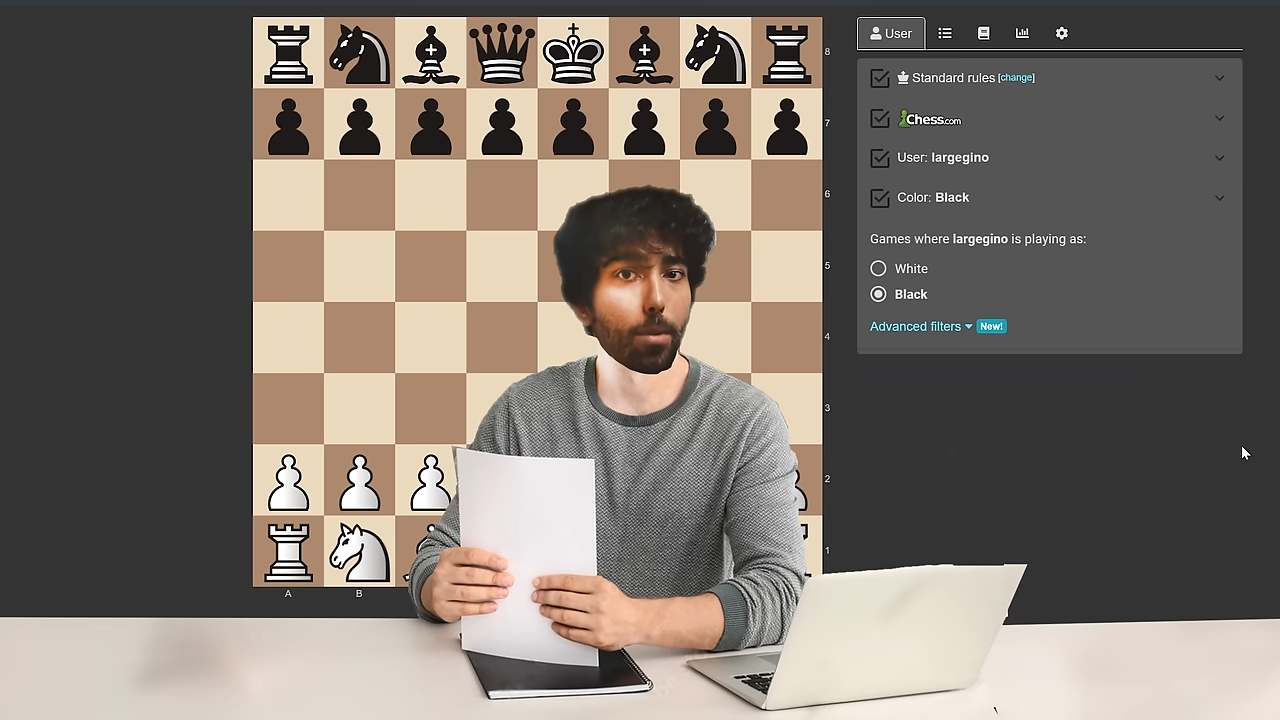 User
Standard rules [change]
Chess.com
User: largegino
Color: Black
Games where largegino is playing as:
White
Black
Advanced filters New!
8
7
6
5
4
3
2
1
A B